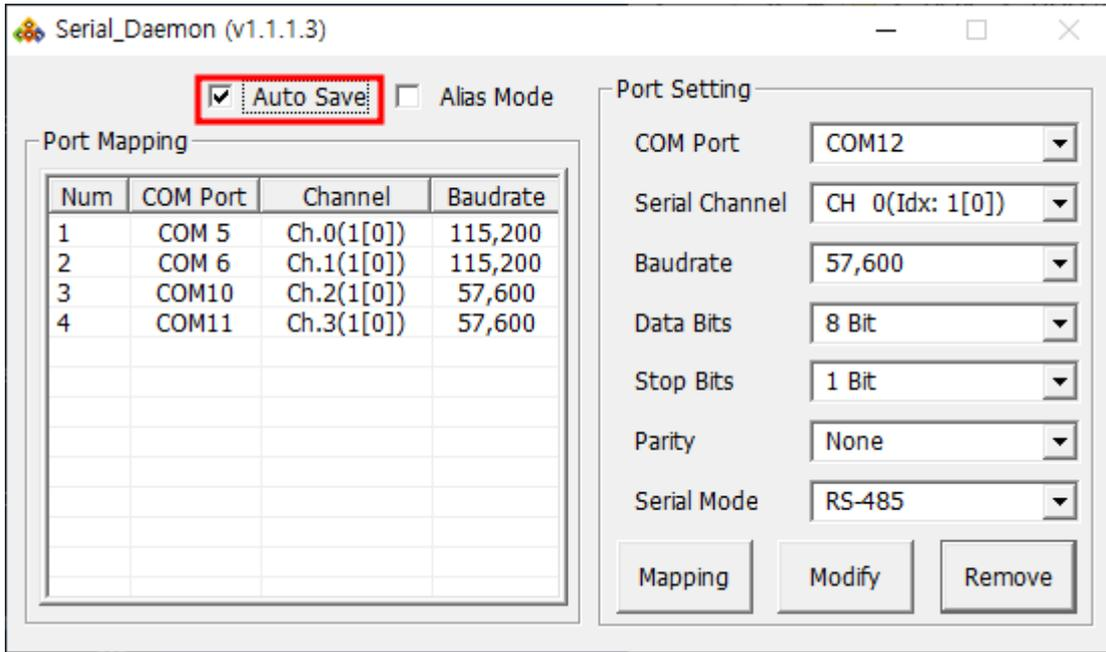 Serial_Daemon (v1.1.1.3)
Auto Save Alias Mode
Port Mapping
Num COM Port Channel Baudrate
1 COM 5 Ch.0(1[0]) 115,200
2 COM 6 Ch.1(1[0]) 115,200
3 COM10 Ch.2(1[0]) 57,600
4 COM11 Ch.3(1[0]) 57,600
Port Setting
COM Port COM12
Serial Channel CH 0(Idx: 1[0])
Baudrate 57,600
Data Bits 8 Bit
Stop Bits 1 Bit
Parity None
Serial Mode RS-485
Mapping Modify Remove